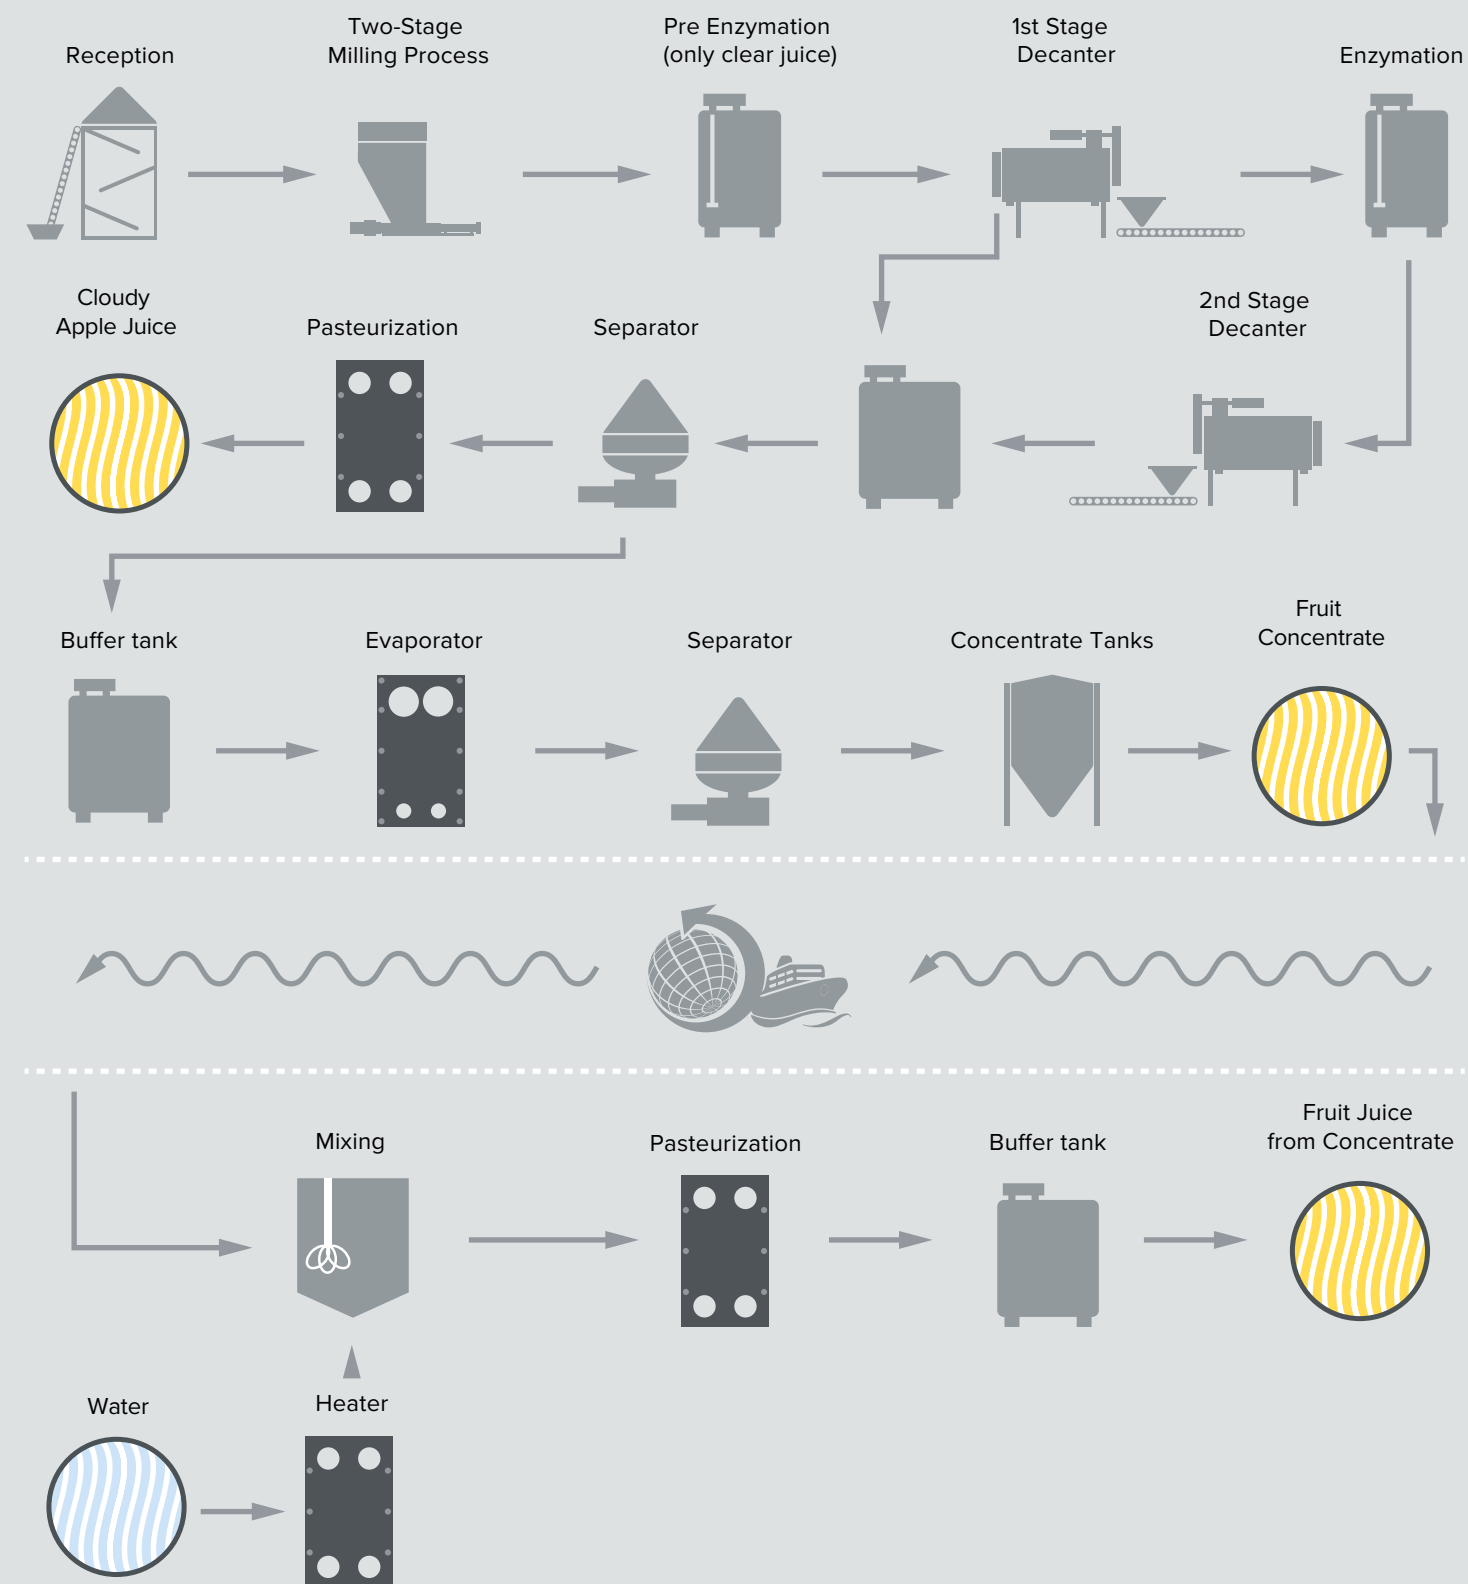 Reception
Two-Stage
Milling Process
Pre Enzymation
(only clear juice)
1st Stage
Decanter
Enzymation
Cloudy
Apple Juice
Pasteurization
Separator
2nd Stage
Decanter
Buffer tank
Evaporator
Separator
Concentrate Tanks
Fruit
Concentrate
Mixing
Pasteurization
Buffer tank
Fruit Juice
from Concentrate
Water
Heater